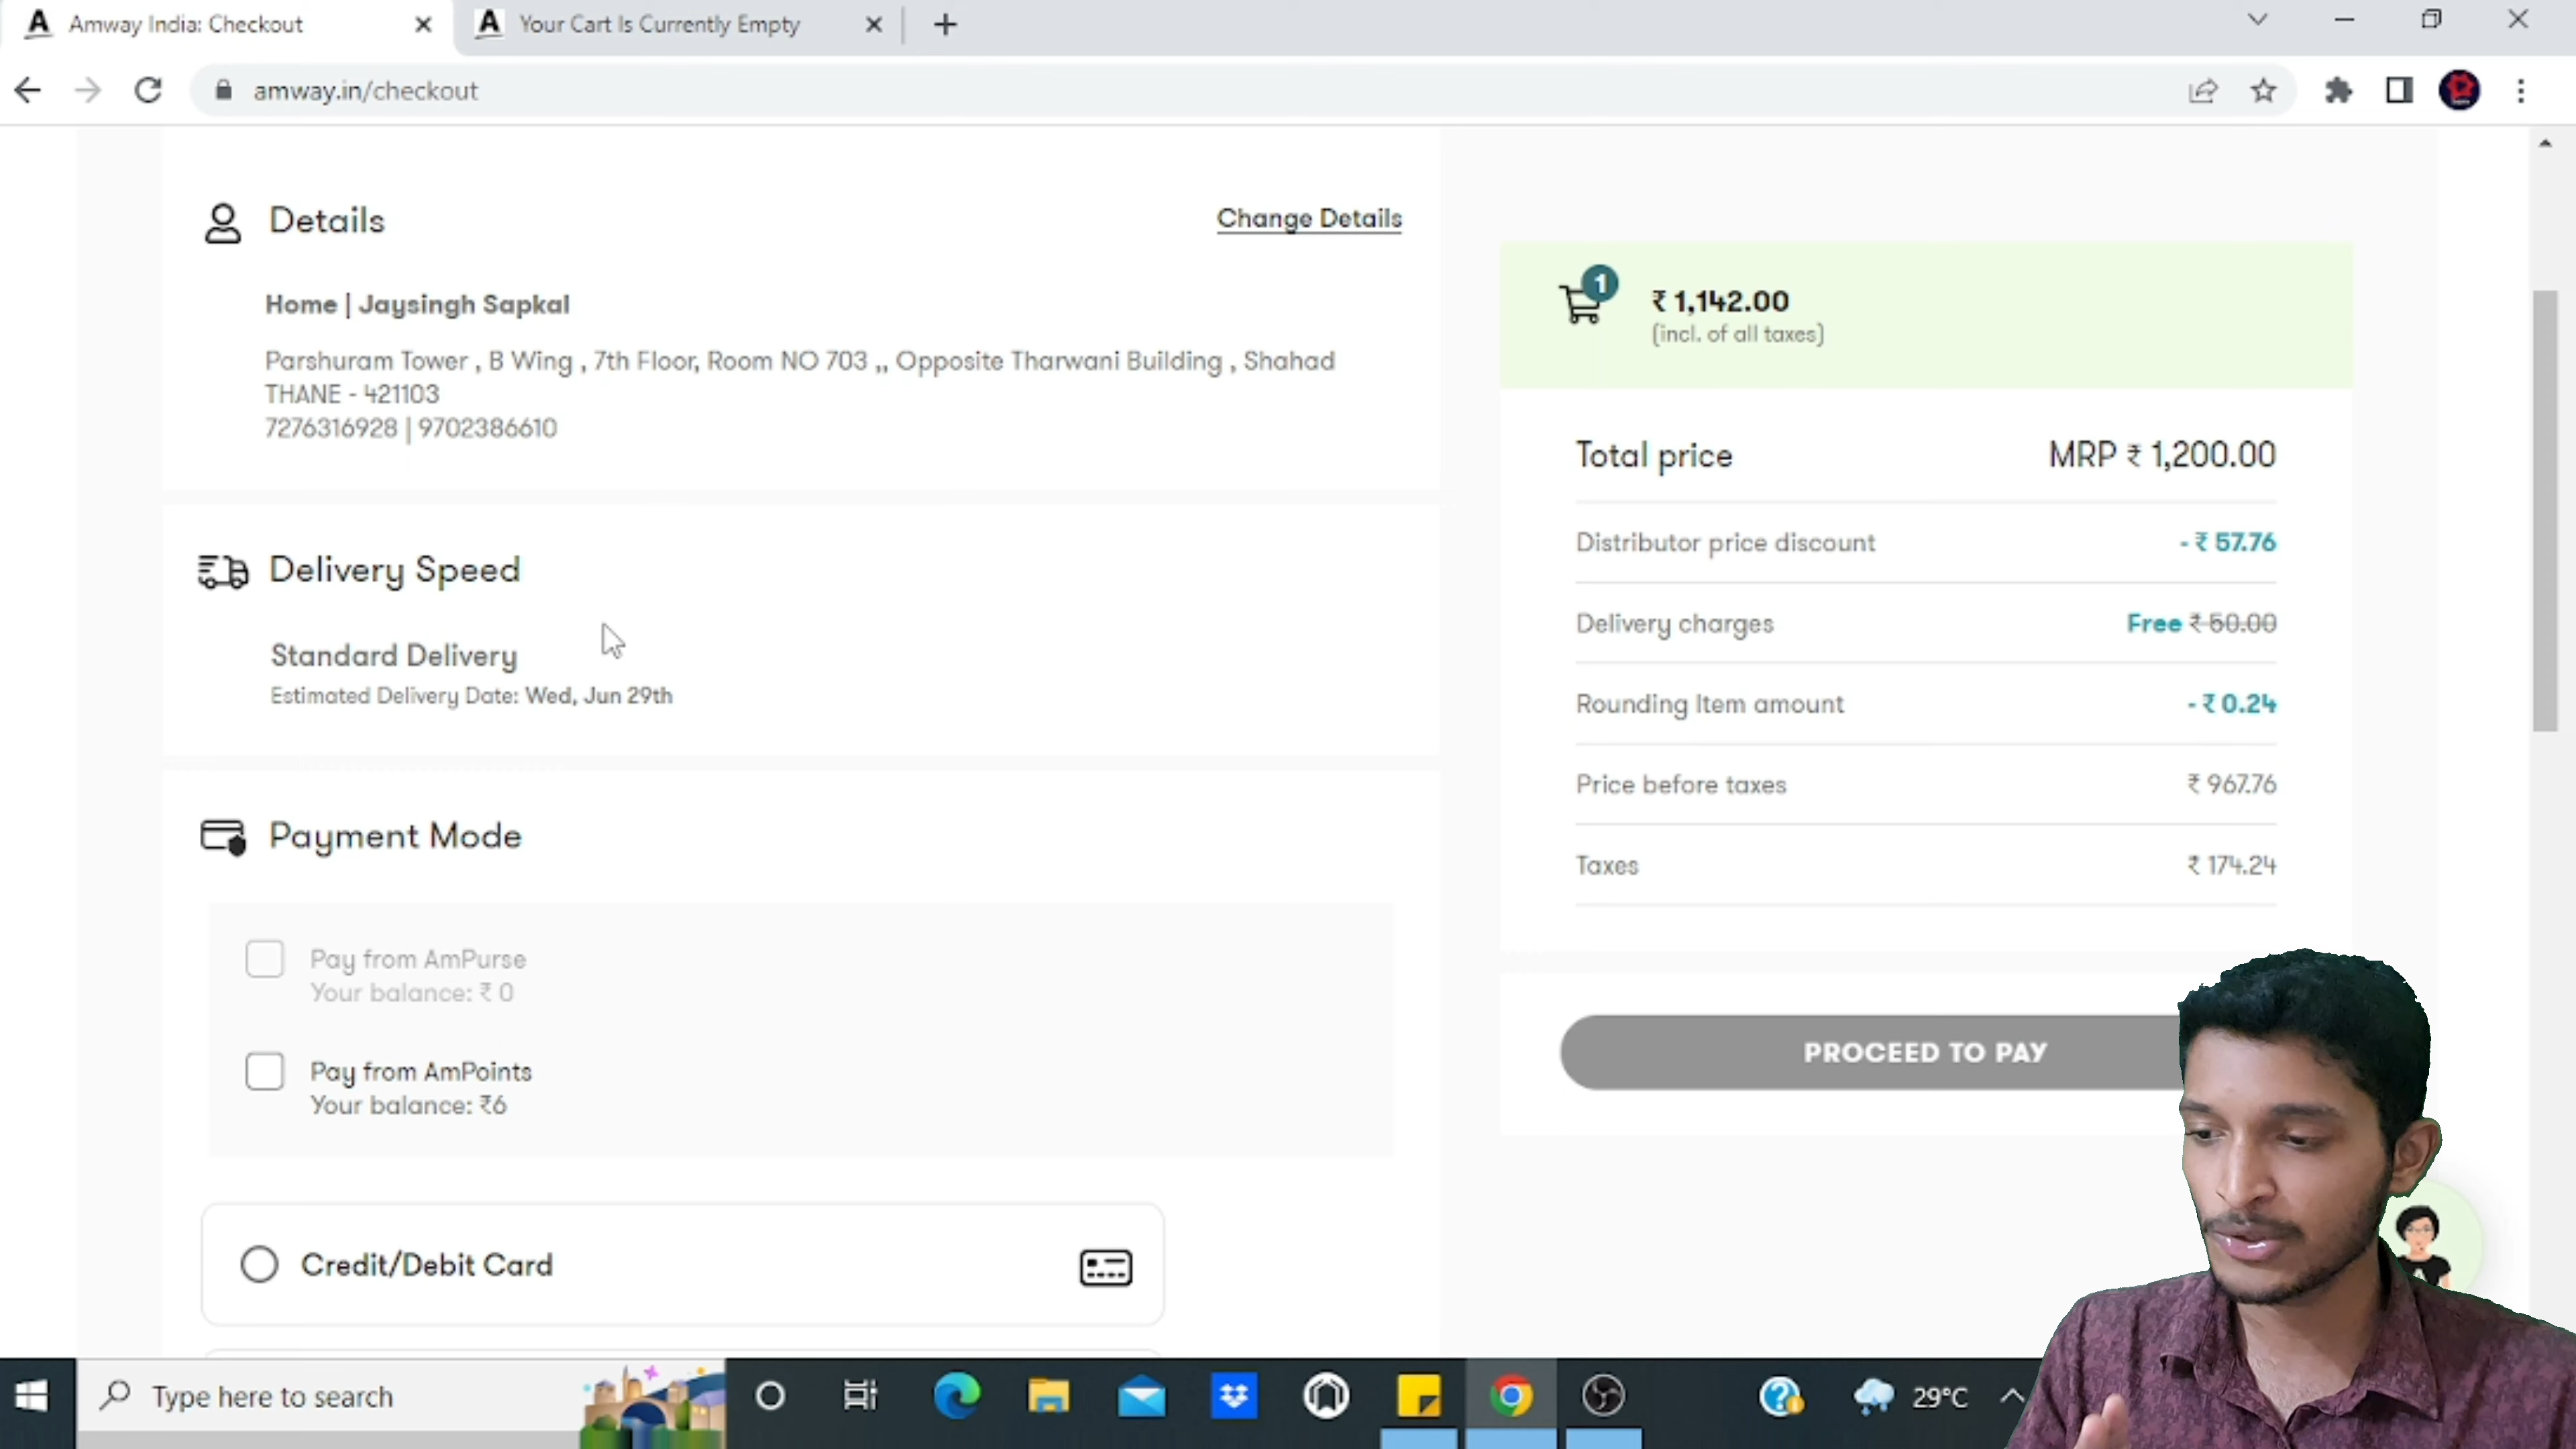 Amway India: Checkout
Your Cart Is Currently Empty
amway.in/checkout
Details
Change Details
Home | Jaysingh Sapkal
Parshuram Tower , B Wing , 7th Floor, Room NO 703 ,, Opposite Tharwani Building , Shahad
THANE - 421103
7276316928 | 9702386610
Delivery Speed
Standard Delivery
Estimated Delivery Date: Wed, Jun 29th
Payment Mode
Pay from AmPurse
Your balance: ₹ 0
Pay from AmPoints
Your balance: ₹6
Credit/Debit Card
1
₹ 1,142.00
(incl. of all taxes)
Total price MRP ₹ 1,200.00
Distributor price discount - ₹ 57.76
Delivery charges Free ₹ 50.00
Rounding Item amount - ₹ 0.24
Price before taxes ₹ 967.76
Taxes ₹ 174.24
PROCEED TO PAY
Type here to search
29°C